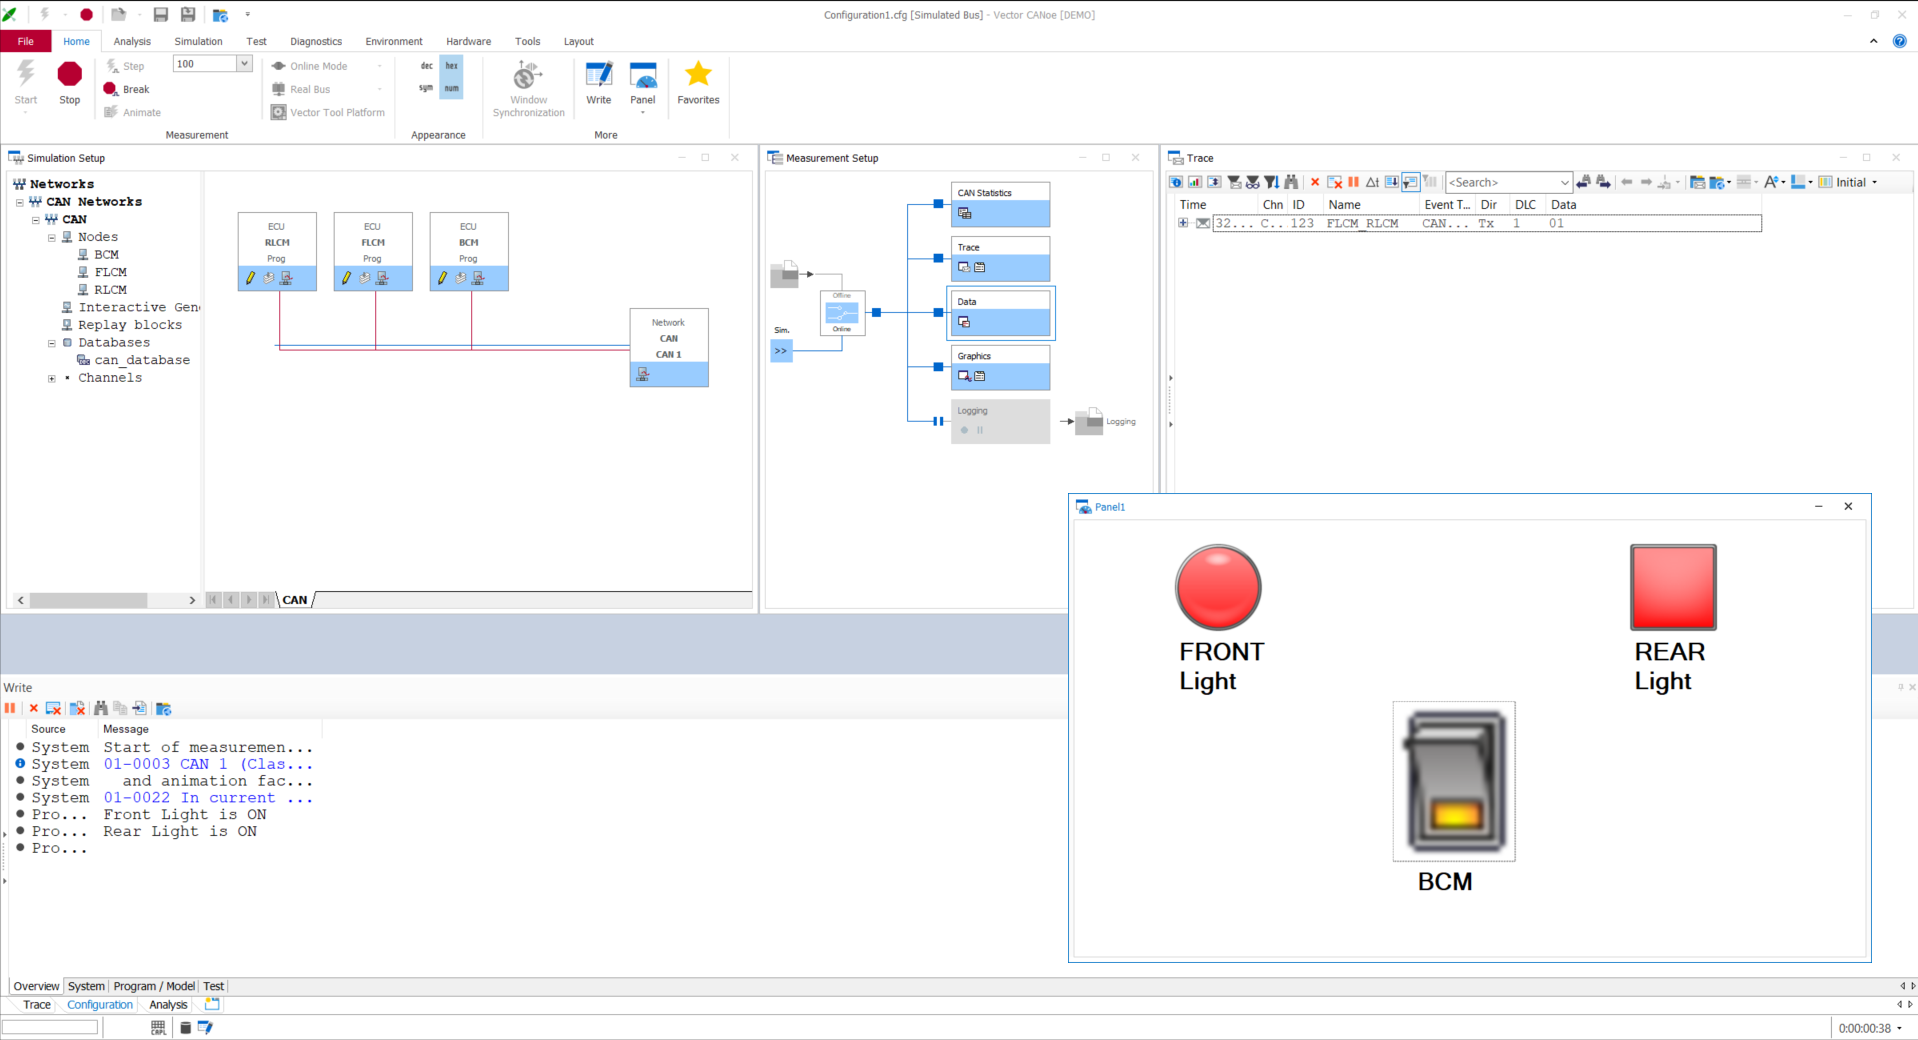 Configuration1.cfg [Simulated Bus] - Vector CANoe [DEMO]
File Home Analysis Simulation Test Diagnostics Environment Hardware Tools Layout
Start
Stop
Step
Break
Animate
100
Online Mode
Real Bus
Vector Tool Platform
Measurement
dec hex
sym num
Appearance
Window
Synchronization
Write
Panel
More
Favorites
Simulation Setup
Networks
CAN Networks
CAN
Nodes
BCM
FLCM
RLCM
Interactive Gen
Replay blocks
Databases
can_database
Channels
ECU
RLCM
Prog
ECU
FLCM
Prog
ECU
BCM
Prog
Network
CAN
CAN 1
CAN
Measurement Setup
Offline
Online
Sim.
>>
CAN Statistics
Trace
Data
Graphics
Logging
Logging
Trace
<Search>
Initial
Time Chn ID Name Event T... Dir DLC Data
32... C.. 123 FLCM_RLCM CAN... Tx 1 01
Panel1
FRONT
Light
REAR
Light
BCM
Write
Source Message
System Start of measuremen...
System 01-0003 CAN 1 (Clas...
System and animation fac...
System 01-0022 In current ...
Pro... Front Light is ON
Pro... Rear Light is ON
Pro...
Overview System Program / Model Test
Trace Configuration Analysis
CAPL
0:00:00:38